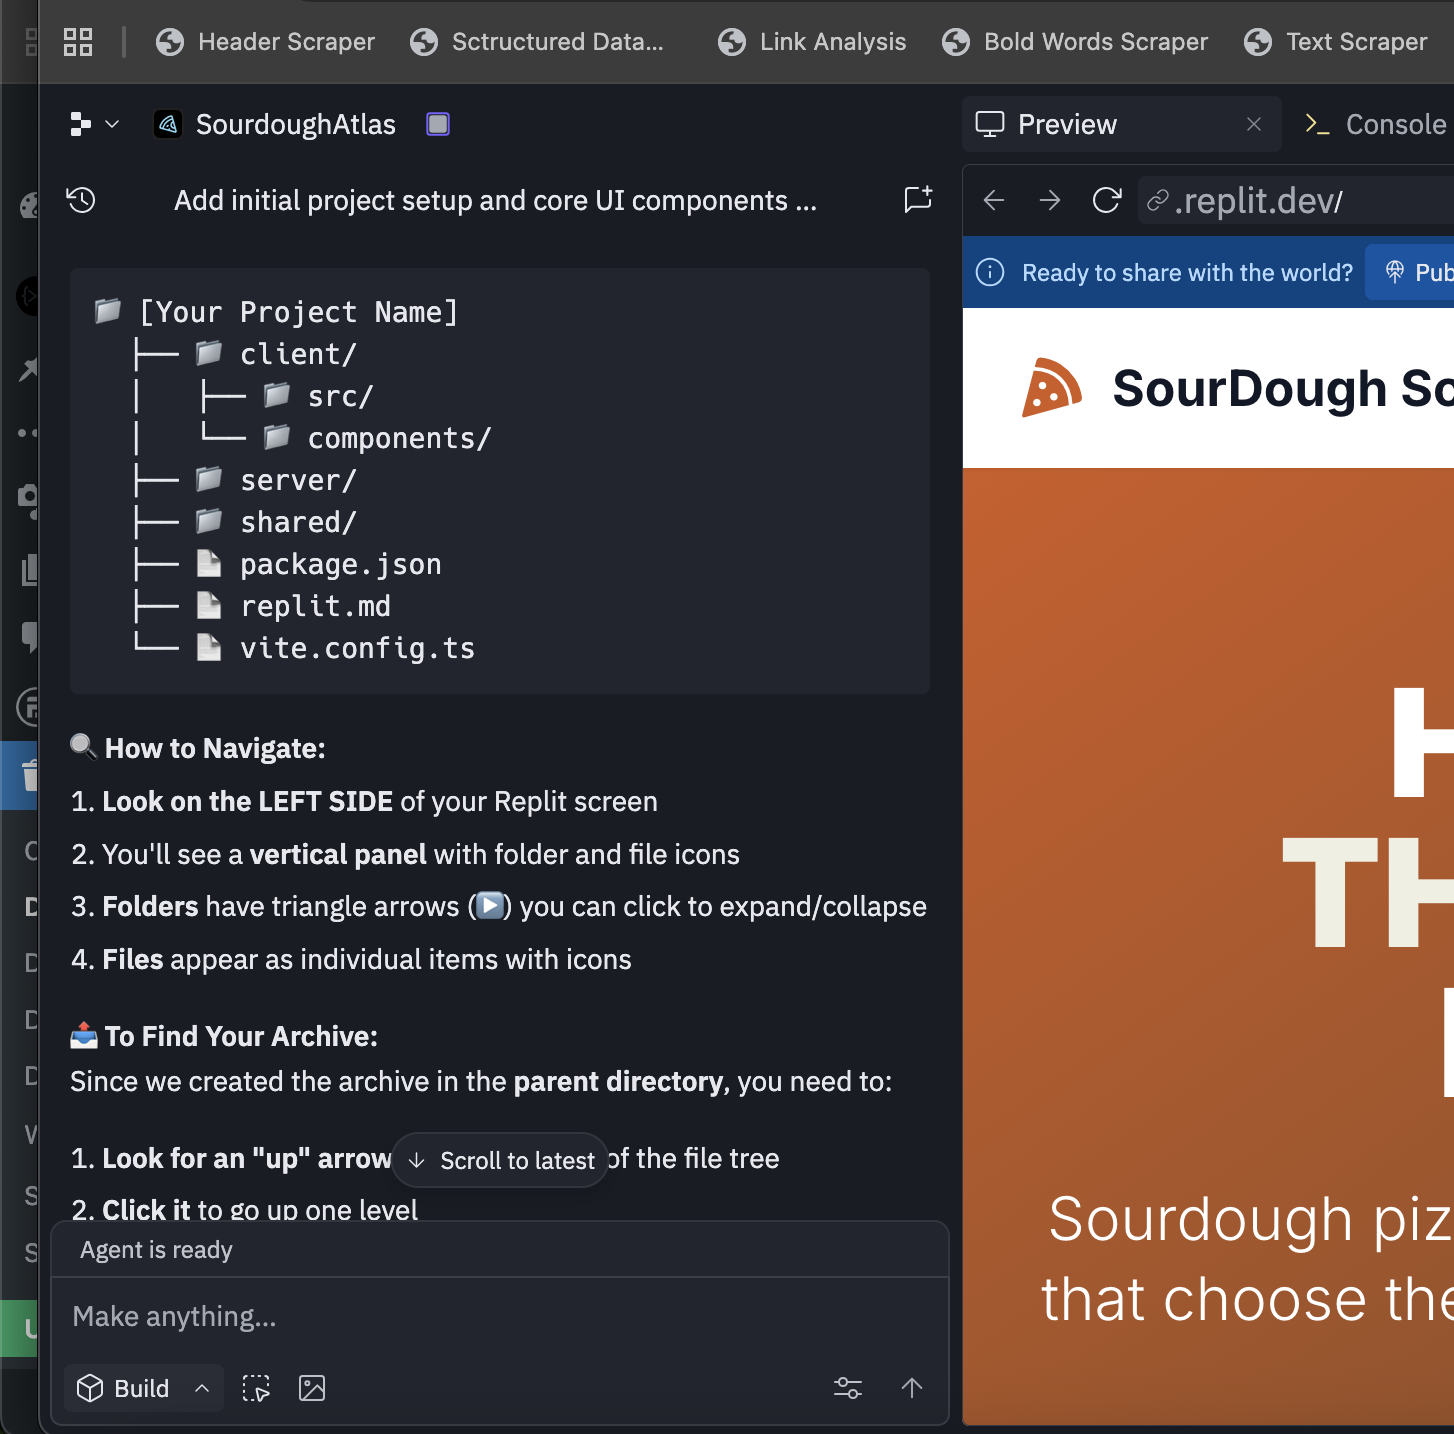 Header Scraper
Sctructured Data...
Link Analysis
Bold Words Scraper
Text Scraper
SourdoughAtlas
Add initial project setup and core UI components ...
[Your Project Name]
├── client/
│   ├── src/
│   └── components/
├── server/
├── shared/
├── package.json
├── replit.md
└── vite.config.ts
How to Navigate:
1. Look on the LEFT SIDE of your Replit screen
2. You'll see a vertical panel with folder and file icons
3. Folders have triangle arrows (▶) you can click to expand/collapse
4. Files appear as individual items with icons
To Find Your Archive:
Since we created the archive in the parent directory, you need to:
1. Look for an "up" arrow
of the file tree
Scroll to latest
2. Click it to go up one level
Agent is ready
Make anything...
Build
Preview
Console
.replit.dev/
Ready to share with the world?
Pub
SourDough So
H
TH
Sourdough piz
that choose the